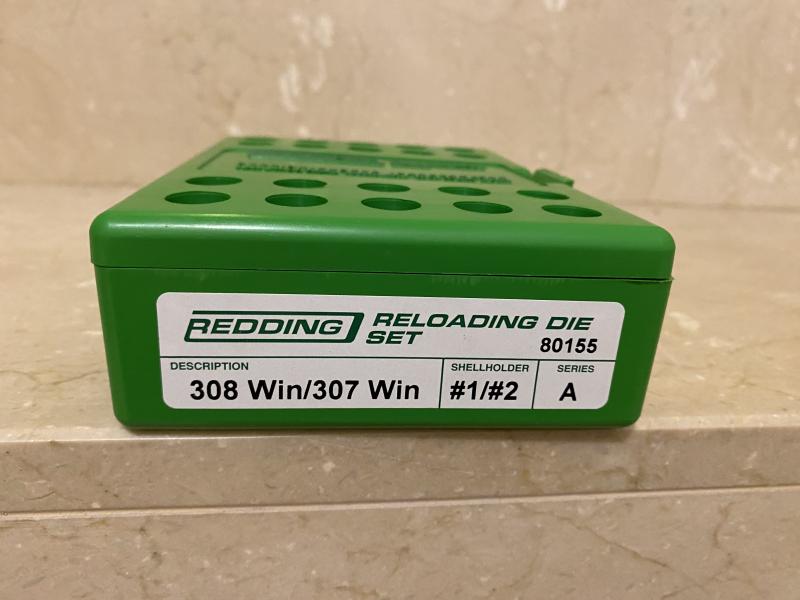 REDDING RELOADING DIE
SET
80155
DESCRIPTION SHELLHOLDER SERIES
308 Win/307 Win #1/#2 A